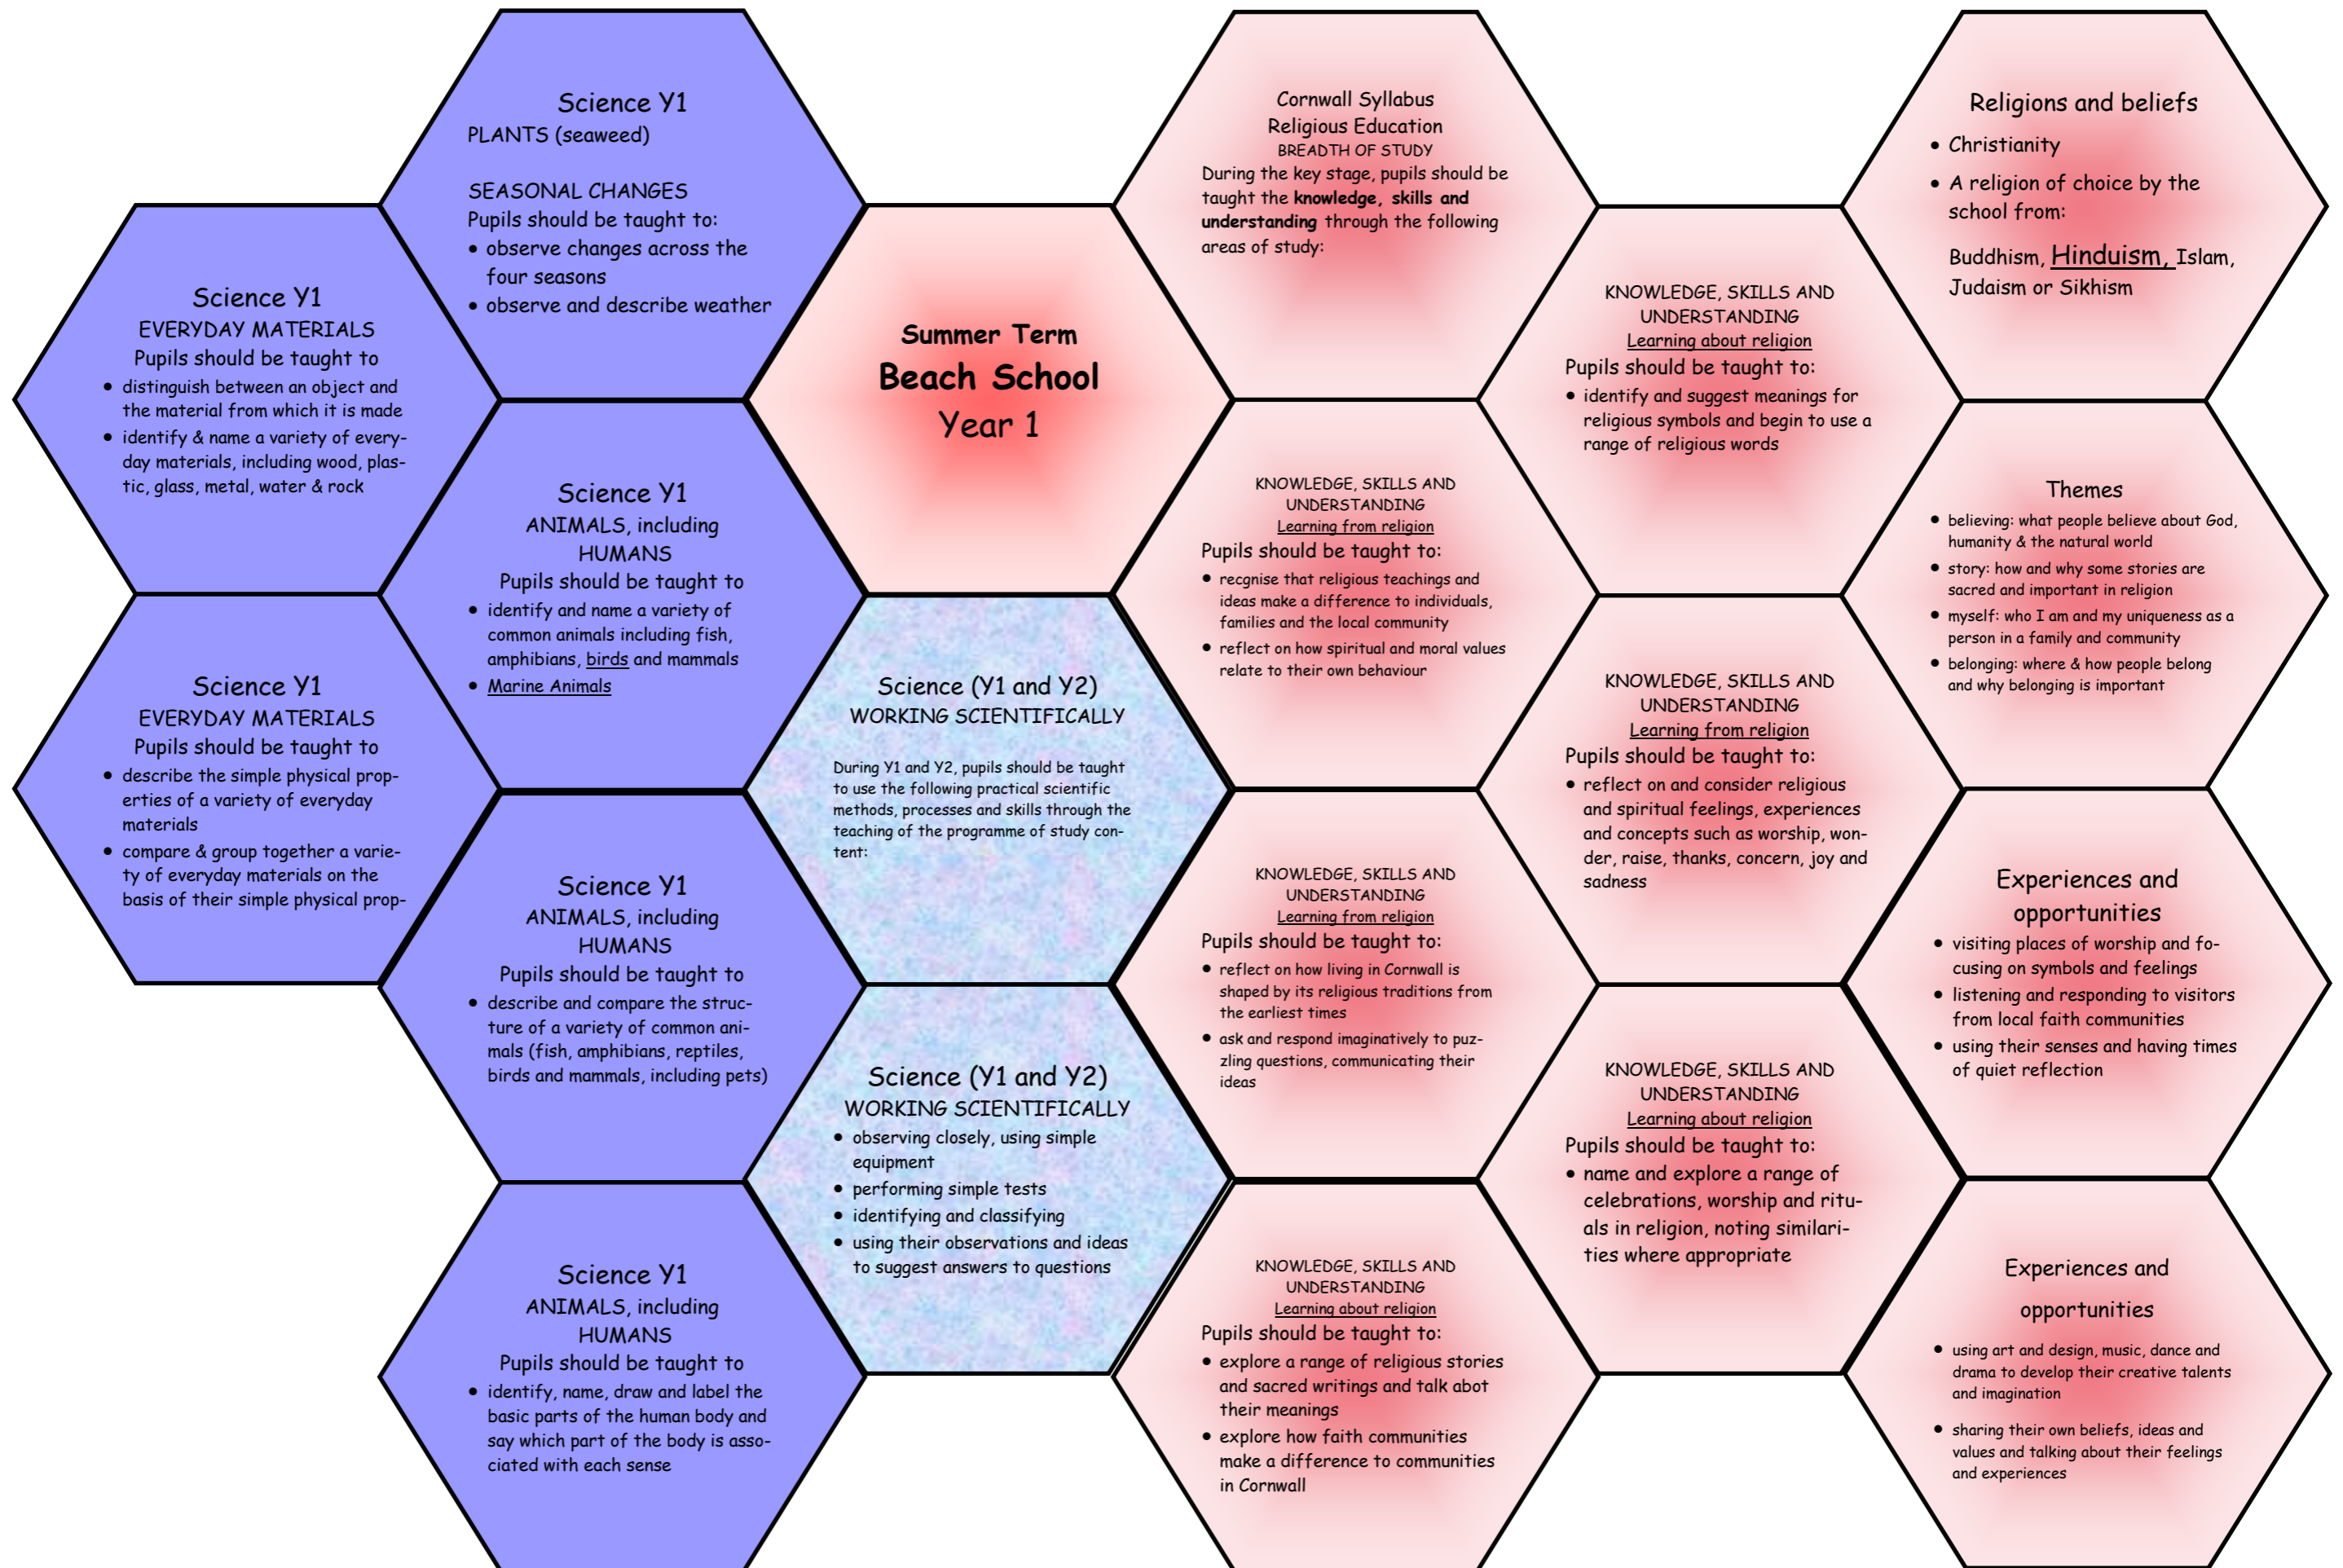 Science Y1
PLANTS (seaweed)
SEASONAL CHANGES
Pupils should be taught to:
• observe changes across the
four seasons
• observe and describe weather
Science Y1
EVERYDAY MATERIALS
Pupils should be taught to
• distinguish between an object and
the material from which it is made
• identify & name a variety of every-
day materials, including wood, plas-
tic, glass, metal, water & rock
Science Y1
ANIMALS, including
HUMANS
Pupils should be taught to
• identify and name a variety of
common animals including fish,
amphibians, birds and mammals
• Marine Animals
Science Y1
EVERYDAY MATERIALS
Pupils should be taught to
• describe the simple physical prop-
erties of a variety of everyday
materials
• compare & group together a varie-
ty of everyday materials on the
basis of their simple physical prop-
Science Y1
ANIMALS, including
HUMANS
Pupils should be taught to
• describe and compare the struc-
ture of a variety of common ani-
mals (fish, amphibians, reptiles,
birds and mammals, including pets)
Science Y1
ANIMALS, including
HUMANS
Pupils should be taught to
• identify, name, draw and label the
basic parts of the human body and
say which part of the body is asso-
ciated with each sense
Summer Term
Beach School
Year 1
Science (Y1 and Y2)
WORKING SCIENTIFICALLY
During Y1 and Y2, pupils should be taught
to use the following practical scientific
methods, processes and skills through the
teaching of the programme of study con-
tent:
Science (Y1 and Y2)
WORKING SCIENTIFICALLY
• observing closely, using simple
equipment
• performing simple tests
• identifying and classifying
• using their observations and ideas
to suggest answers to questions
Cornwall Syllabus
Religious Education
BREADTH OF STUDY
During the key stage, pupils should be
taught the knowledge, skills and
understanding through the following
areas of study:
KNOWLEDGE, SKILLS AND
UNDERSTANDING
Learning from religion
Pupils should be taught to:
• recgnise that religious teachings and
ideas make a difference to individuals,
families and the local community
• reflect on how spiritual and moral values
relate to their own behaviour
KNOWLEDGE, SKILLS AND
UNDERSTANDING
Learning from religion
Pupils should be taught to:
• reflect on how living in Cornwall is
shaped by its religious traditions from
the earliest times
• ask and respond imaginatively to puz-
zling questions, communicating their
ideas
KNOWLEDGE, SKILLS AND
UNDERSTANDING
Learning about religion
Pupils should be taught to:
• explore a range of religious stories
and sacred writings and talk abot
their meanings
• explore how faith communities
make a difference to communities
in Cornwall
KNOWLEDGE, SKILLS AND
UNDERSTANDING
Learning about religion
Pupils should be taught to:
• identify and suggest meanings for
religious symbols and begin to use a
range of religious words
KNOWLEDGE, SKILLS AND
UNDERSTANDING
Learning from religion
Pupils should be taught to:
• reflect on and consider religious
and spiritual feelings, experiences
and concepts such as worship, won-
der, raise, thanks, concern, joy and
sadness
KNOWLEDGE, SKILLS AND
UNDERSTANDING
Learning about religion
Pupils should be taught to:
• name and explore a range of
celebrations, worship and ritu-
als in religion, noting similari-
ties where appropriate
Religions and beliefs
• Christianity
• A religion of choice by the
school from:
Buddhism, Hinduism, Islam,
Judaism or Sikhism
Themes
• believing: what people believe about God,
humanity & the natural world
• story: how and why some stories are
sacred and important in religion
• myself: who I am and my uniqueness as a
person in a family and community
• belonging: where & how people belong
and why belonging is important
Experiences and
opportunities
• visiting places of worship and fo-
cusing on symbols and feelings
• listening and responding to visitors
from local faith communities
• using their senses and having times
of quiet reflection
Experiences and
opportunities
• using art and design, music, dance and
drama to develop their creative talents
and imagination
• sharing their own beliefs, ideas and
values and talking about their feelings
and experiences